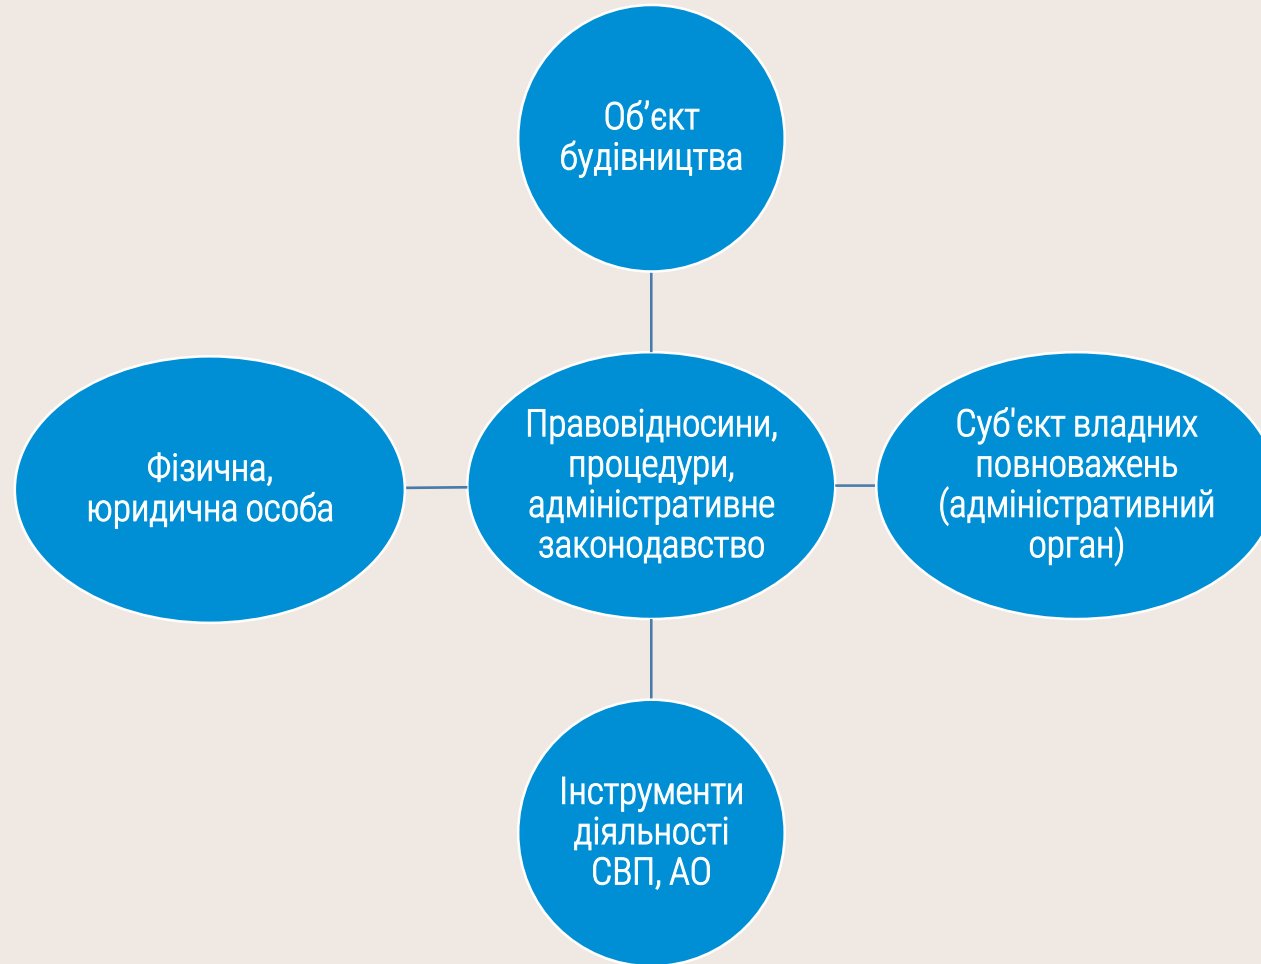 Об’єкт
будівництва
Фізична,
юридична особа
Правовідносини,
процедури,
адміністративне
законодавство
Суб'єкт владних
повноважень
(адміністративний
орган)
Інструменти
діяльності
СВП, АО